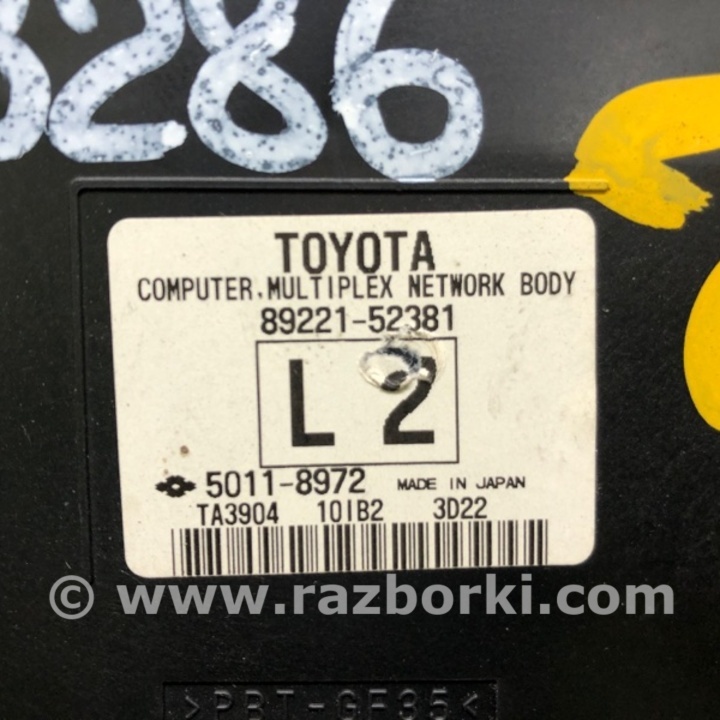 3286
TOYOTA
COMPUTER, MULTIPLEX NETWORK BODY
89221-52381
L 2
5011-8972 MADE IN JAPAN
TA3904 10IB2 3D22
© www.razborki.com
>PBT-GF35<